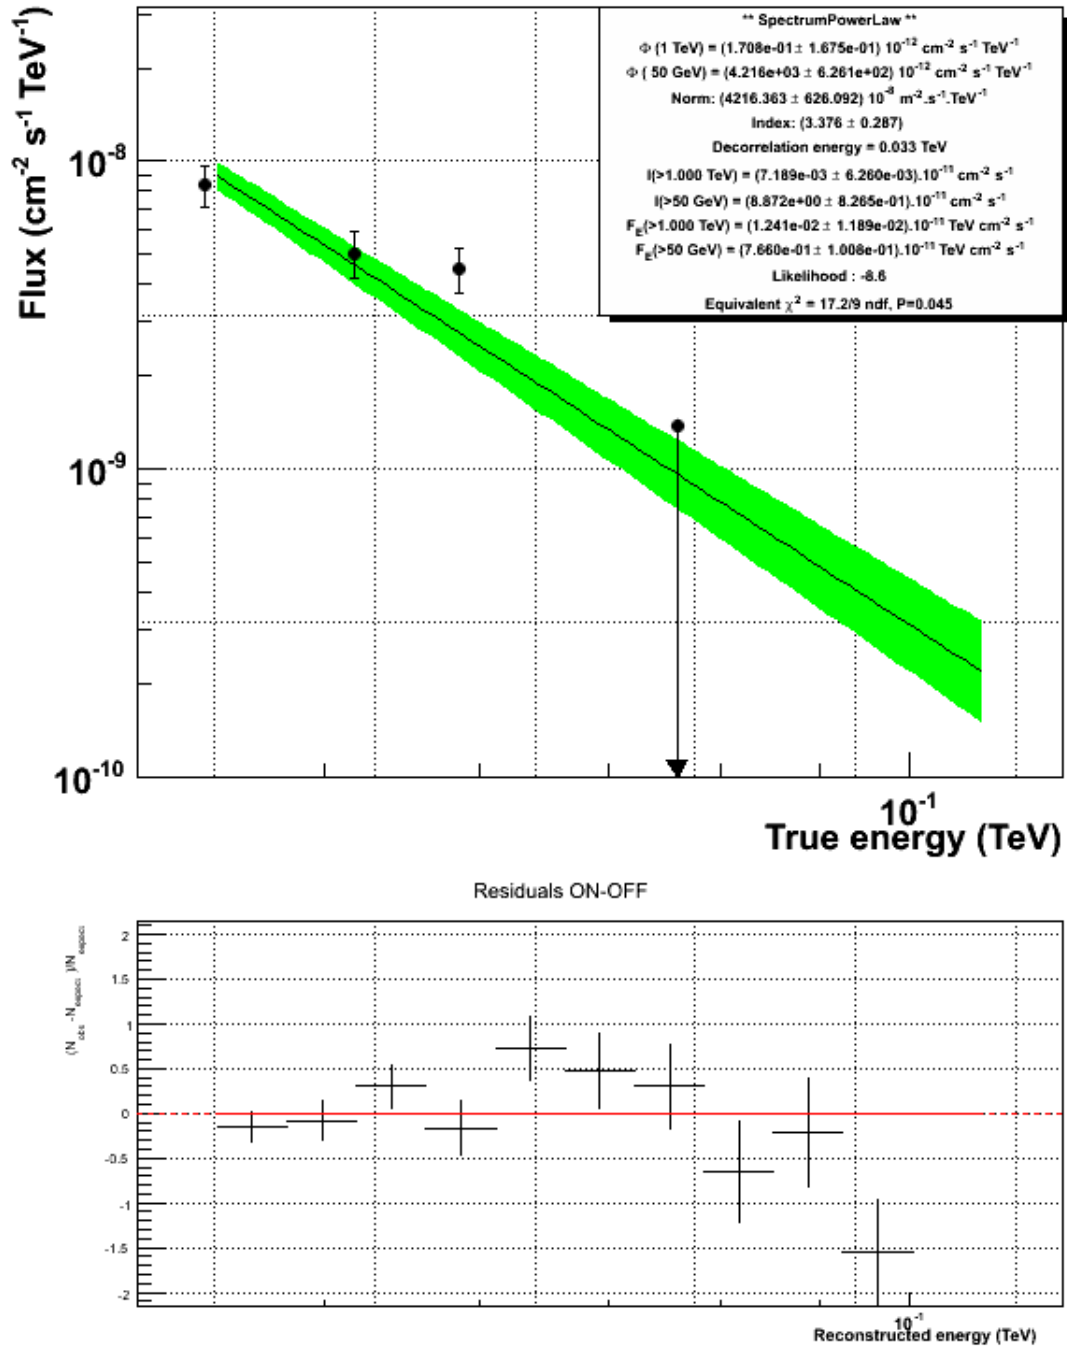 ** SpectrumPowerLaw **
Φ (1 TeV) = (1.708e-01 ± 1.675e-01) 10^-12 cm^-2 s^-1 TeV^-1
Φ ( 50 GeV) = (4.216e+03 ± 6.261e+02) 10^-12 cm^-2 s^-1 TeV^-1
Norm: (4216.363 ± 626.092) 10^-8 m^-2.s^-1.TeV^-1
Index: (3.376 ± 0.287)
Decorrelation energy = 0.033 TeV
I(>1.000 TeV) = (7.189e-03 ± 6.260e-03).10^-11 cm^-2 s^-1
I(>50 GeV) = (8.872e+00 ± 8.265e-01).10^-11 cm^-2 s^-1
F_E(>1.000 TeV) = (1.241e-02 ± 1.189e-02).10^-11 TeV cm^-2 s^-1
F_E(>50 GeV) = (7.660e-01 ± 1.008e-01).10^-11 TeV cm^-2 s^-1
Likelihood : -8.6
Equivalent χ^2 = 17.2/9 ndf, P=0.045
Flux (cm^-2 s^-1 TeV^-1)
10^-8
10^-9
10^-10
10^-1
True energy (TeV)
Residuals ON-OFF
(N_obs -N_expect )/N_expect
2
1.5
1
0.5
0
-0.5
-1
-1.5
-2
10^-1
Reconstructed energy (TeV)